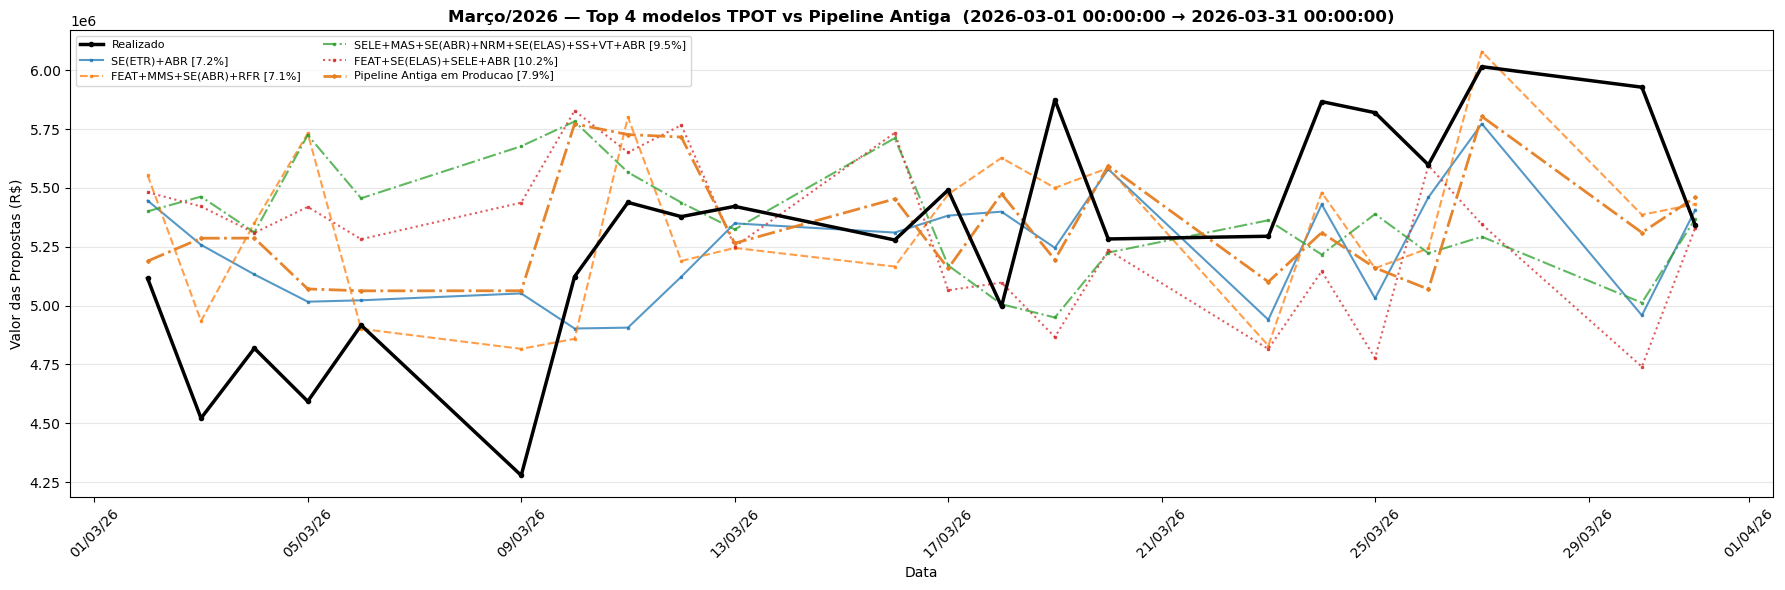 Março/2026 — Top 4 modelos TPOT vs Pipeline Antiga (2026-03-01 00:00:00 → 2026-03-31 00:00:00)
1e6
Realizado
SE(ETR)+ABR [7.2%]
FEAT+MMS+SE(ABR)+RFR [7.1%]
SELE+MAS+SE(ABR)+NRM+SE(ELAS)+SS+VT+ABR [9.5%]
FEAT+SE(ELAS)+SELE+ABR [10.2%]
Pipeline Antiga em Producao [7.9%]
Valor das Propostas (R$)
6.00
5.75
5.50
5.25
5.00
4.75
4.50
4.25
01/03/26
05/03/26
09/03/26
13/03/26
17/03/26
21/03/26
25/03/26
29/03/26
01/04/26
Data